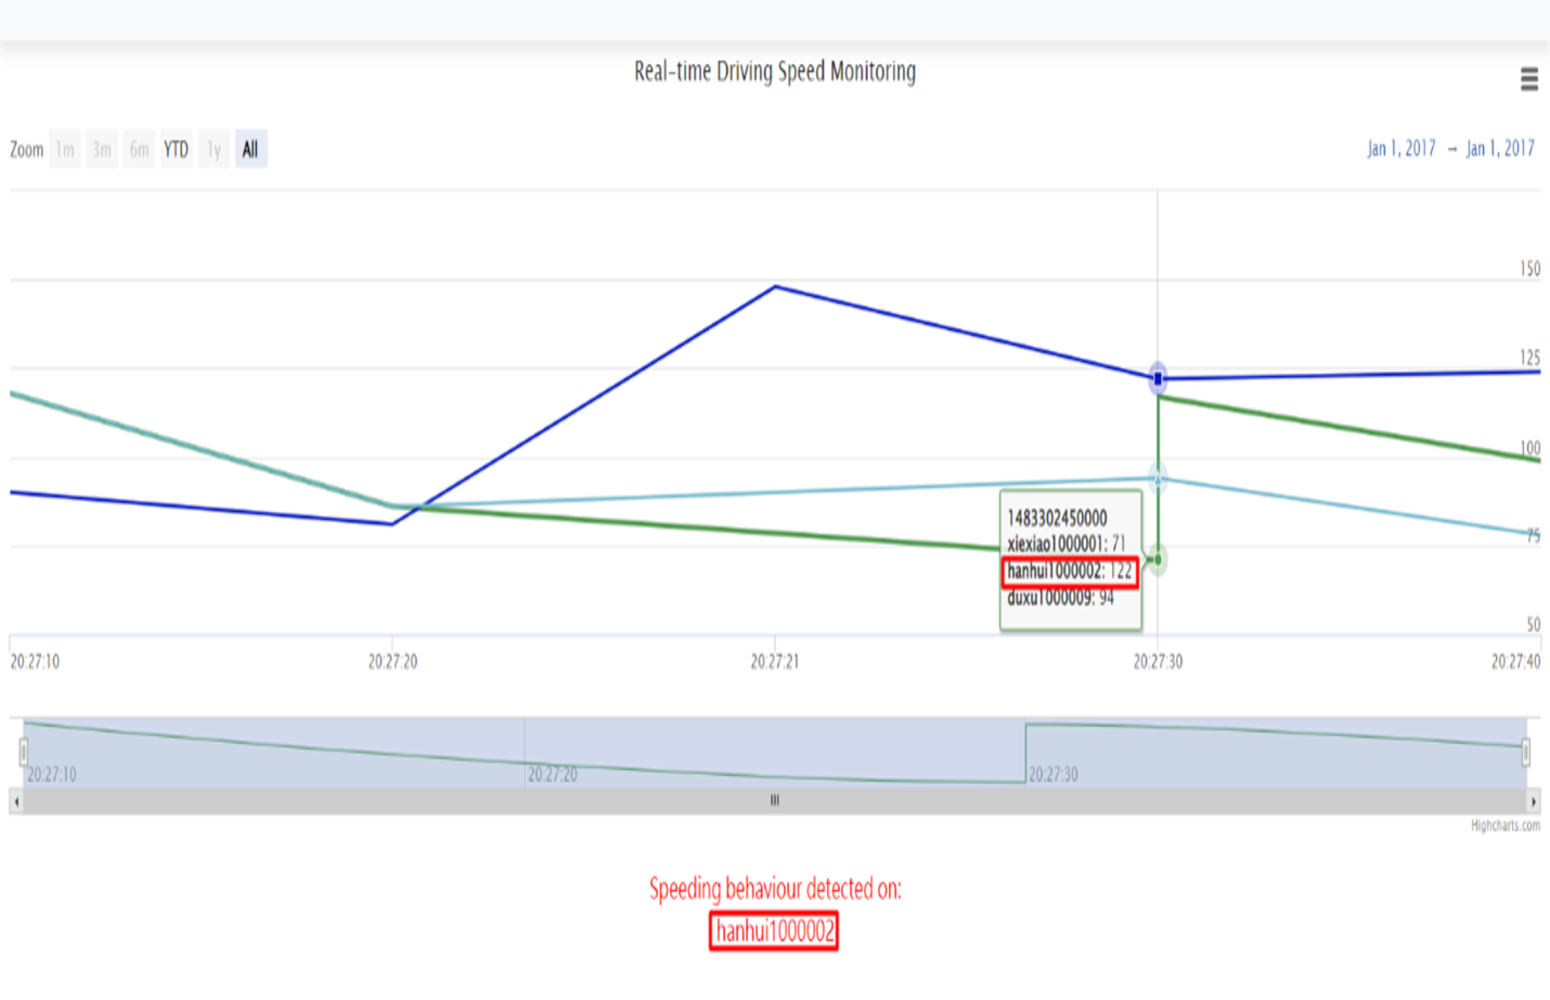 Real-time Driving Speed Monitoring
Zoom 1m 3m 6m YTD 1y All
Jan 1, 2017 → Jan 1, 2017
150
125
100
75
50
1483302450000
xiexiao1000001: 71
hanhui1000002: 122
duxu1000009: 94
20:27:10 20:27:20 20:27:21 20:27:30 20:27:40
20:27:10 20:27:20 20:27:30
Highcharts.com
Speeding behaviour detected on:
hanhui1000002